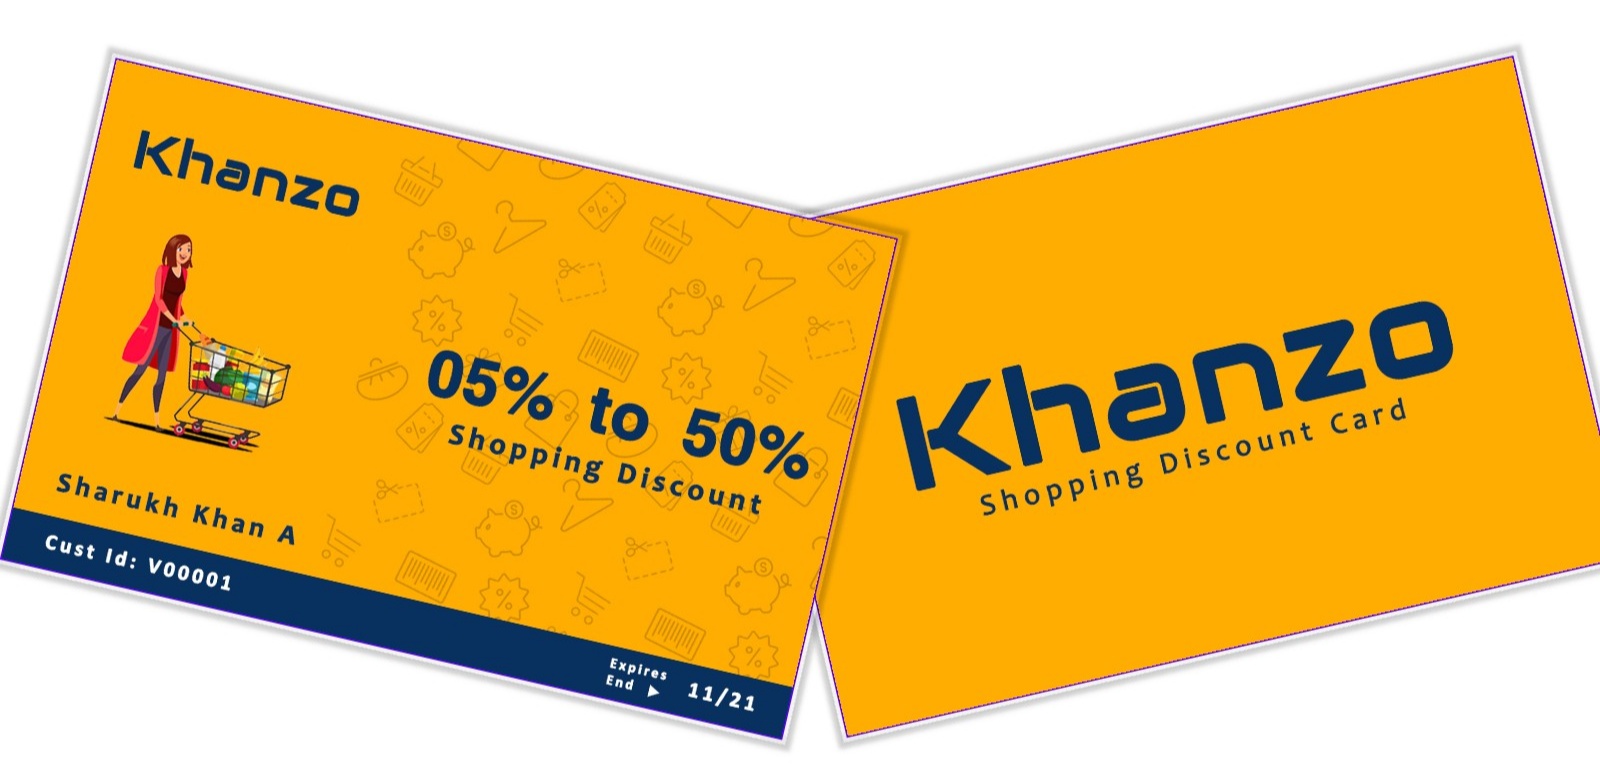 Khanzo
05% to 50%
Shopping Discount
Sharukh Khan A
Cust Id: V00001
Expires
End ▶ 11/21
Khanzo
Shopping Discount Card